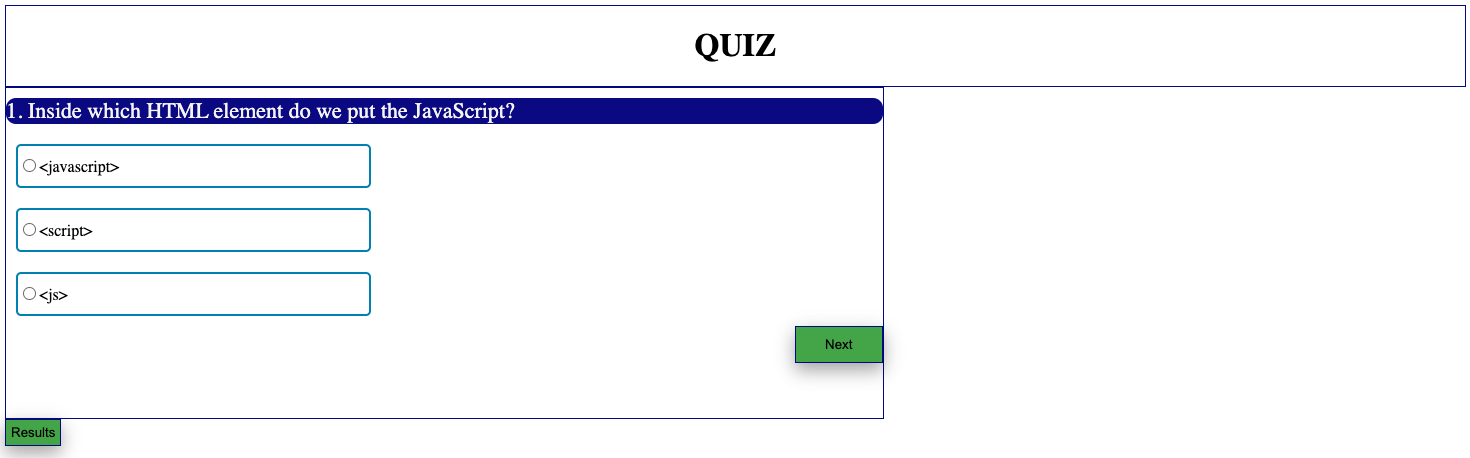 QUIZ
1. Inside which HTML element do we put the JavaScript?
<javascript>
<script>
<js>
Next
Results